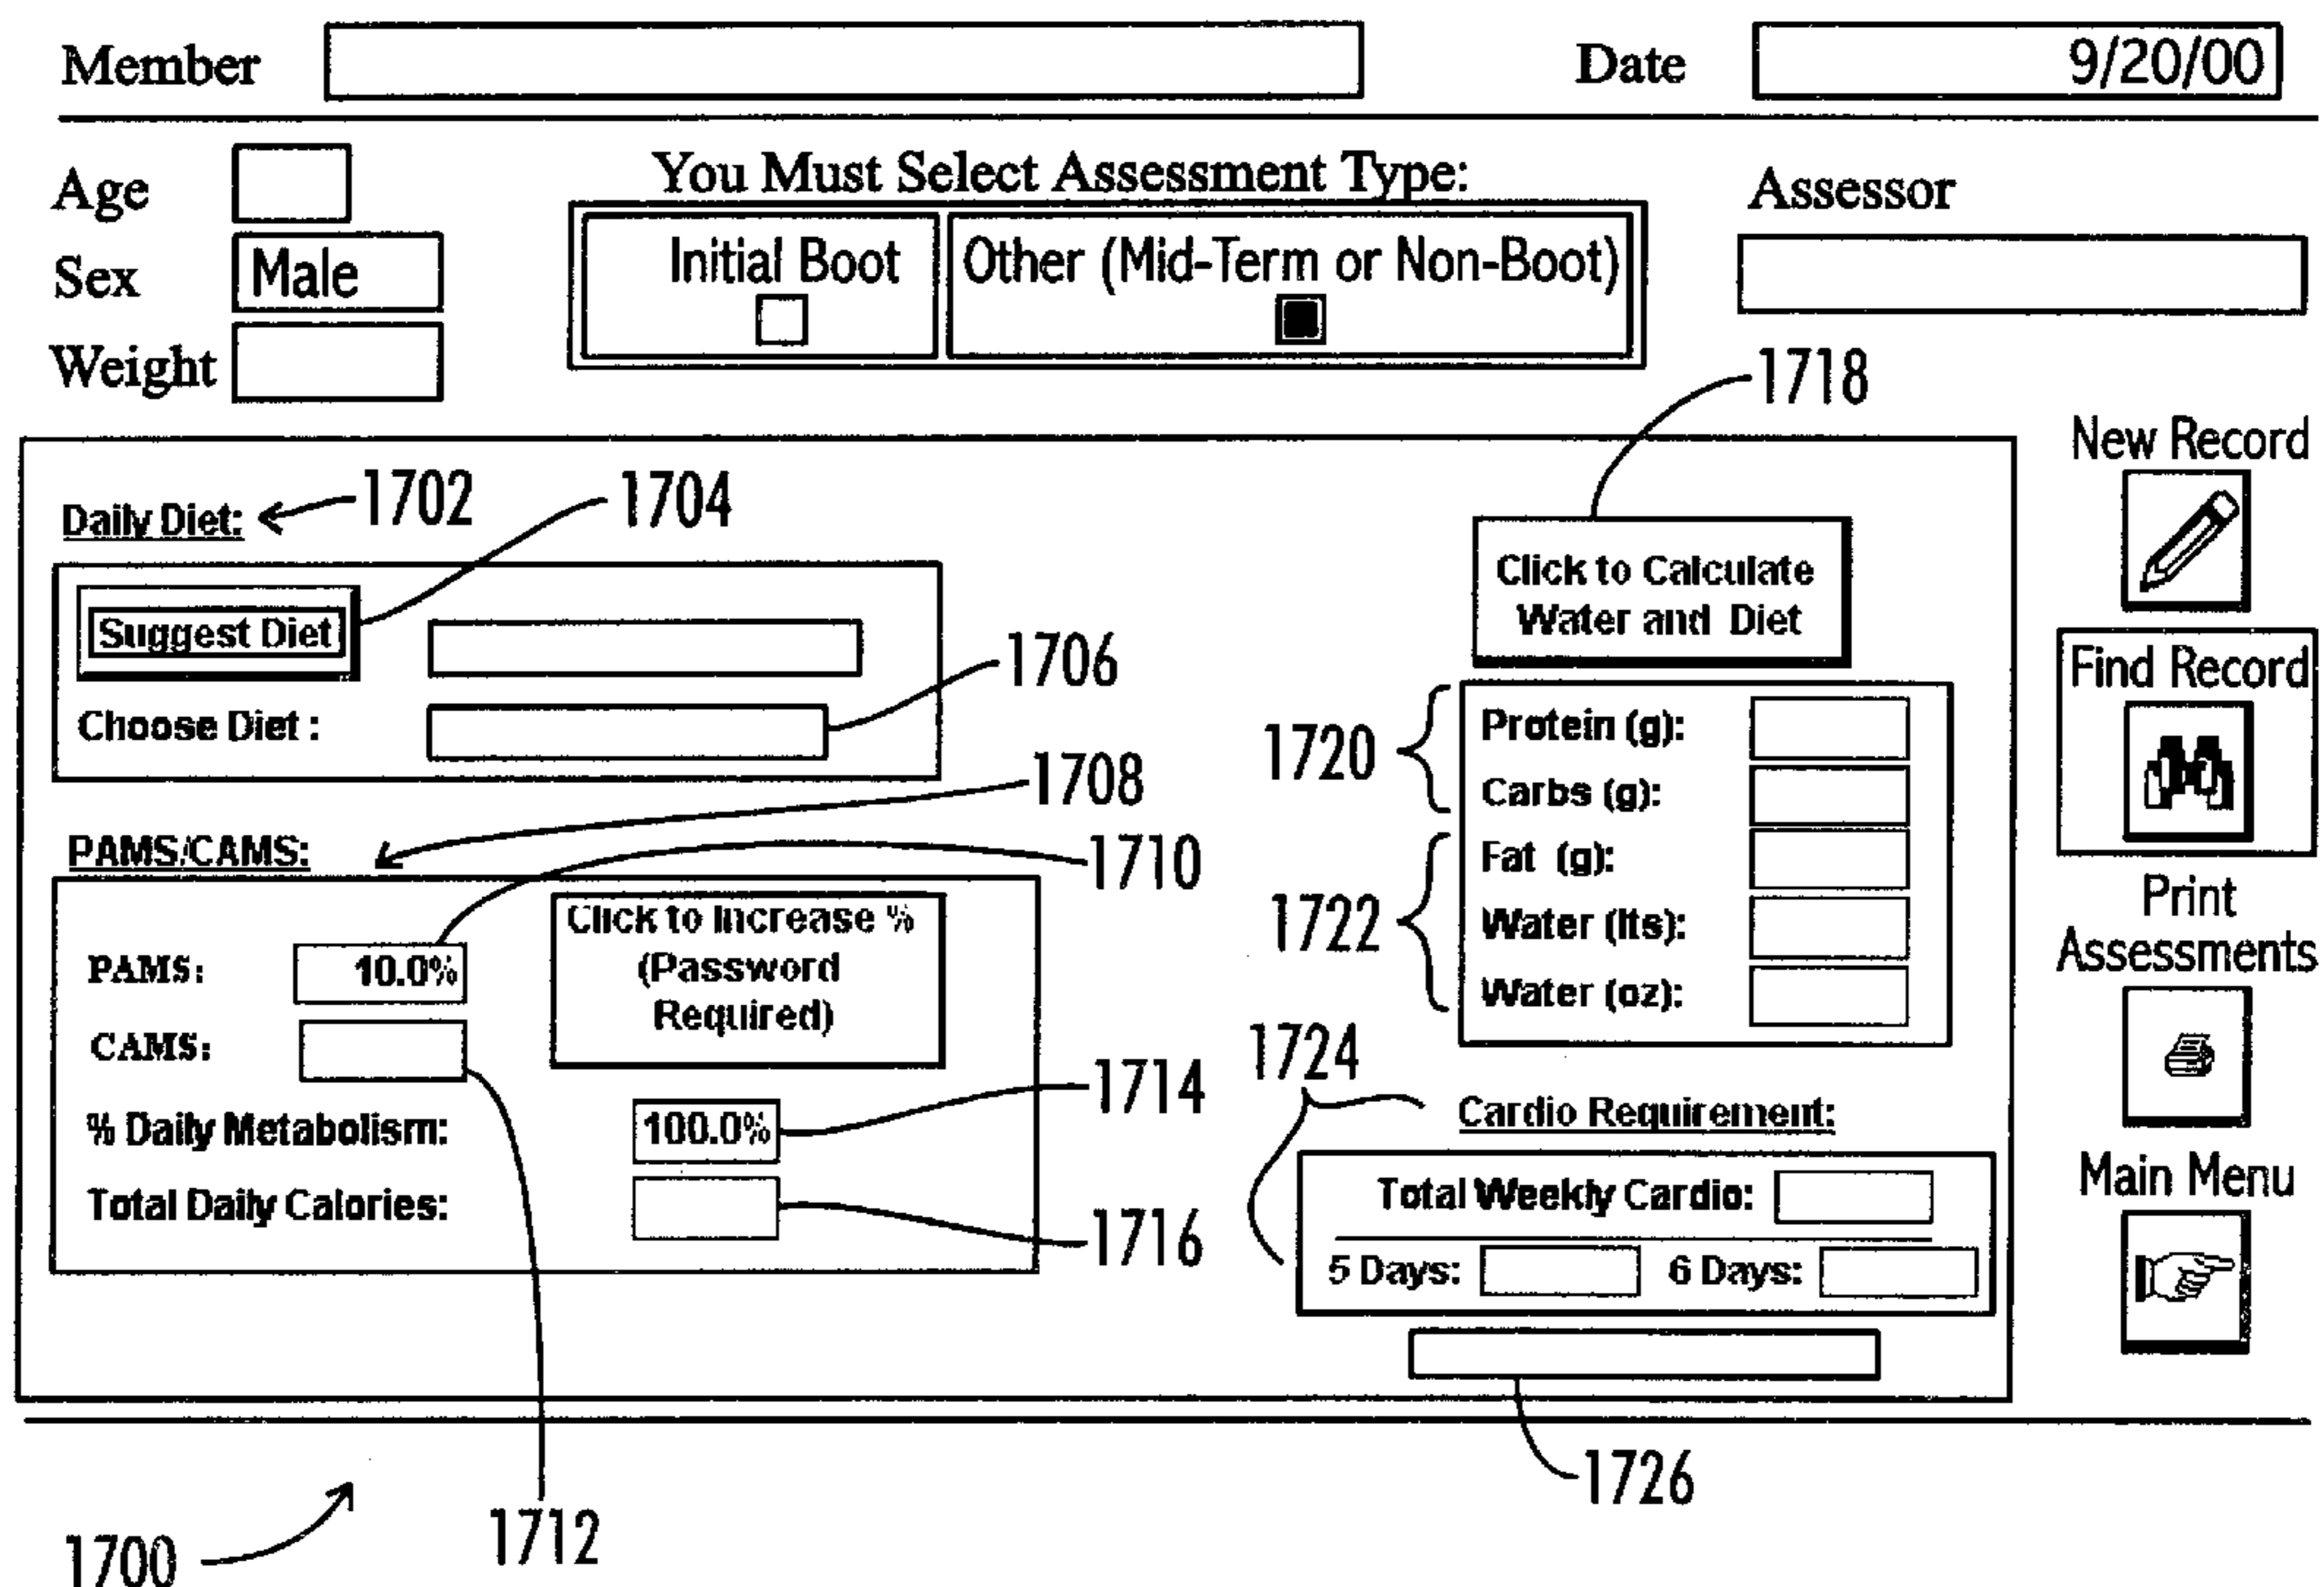 Member
Date 9/20/00
Age
You Must Select Assessment Type:
Assessor
Sex Male
Initial Boot
Other (Mid-Term or Non-Boot)
Weight
1718
New Record
Daily Diet: 1702 1704
Click to Calculate
Water and Diet
Suggest Diet
1706
Find Record
Choose Diet :
1720
Protein (g):
Carbs (g):
1708
PAMS/CAMS:
1710
1722
Fat (g):
Water (lts):
Water (oz):
Print
Assessments
Click to Increase %
(Password
Required)
PAMS: 10.0%
CAMS:
1714
1724
Cardio Requirement:
% Daily Metabolism: 100.0%
Total Daily Calories:
1716
Total Weekly Cardio:
5 Days: 6 Days:
Main Menu
1726
1712
1700